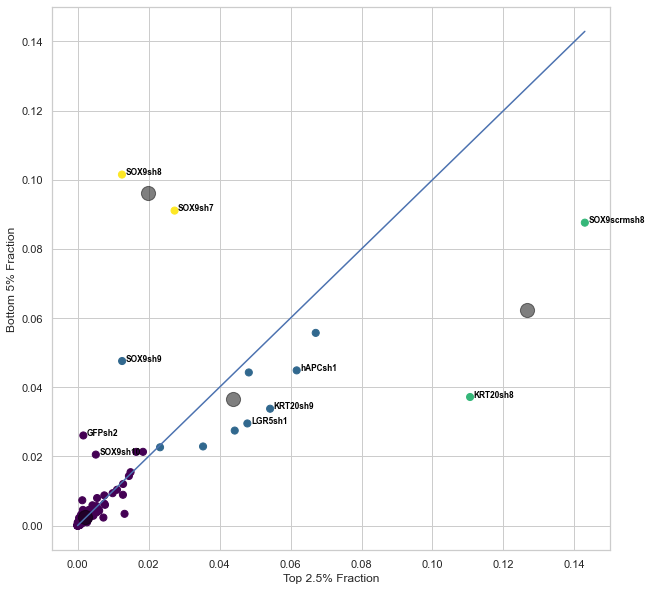 0.14
0.12
0.10
0.08
0.06
0.04
0.02
0.00
Bottom 5% Fraction
SOX9sh8
SOX9sh7
SOX9scrmsh8
SOX9sh9
hAPCsh1
KRT20sh8
KRT20sh9
LGR5sh1
GFPsh2
0.00 0.02 0.04 0.06 0.08 0.10 0.12 0.14
Top 2.5% Fraction